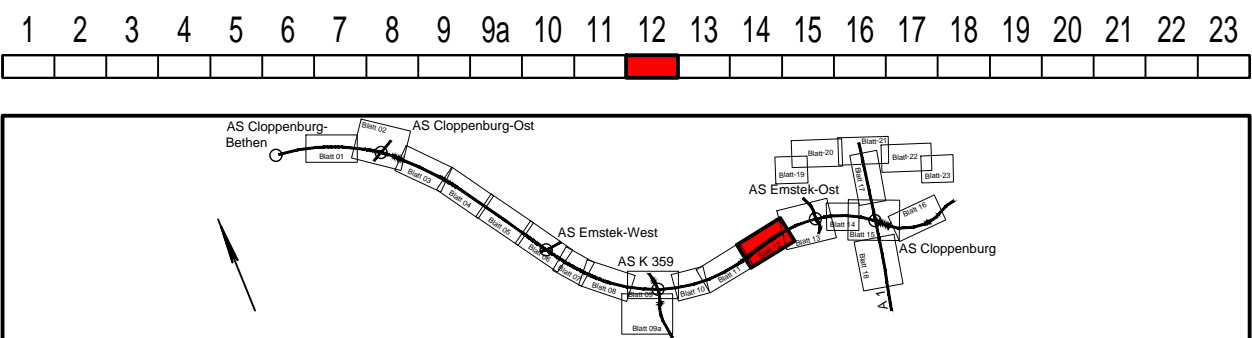 1 2 3 4 5 6 7 8 9 9a 10 11 12 13 14 15 16 17 18 19 20 21 22 23
AS Cloppenburg-
Bethen
Blatt 01
Blatt 02
AS Cloppenburg-Ost
Blatt 03
Blatt 04
Blatt 05
AS Emstek-West
Blatt 06
Blatt 07
Blatt 08
AS K 359
Blatt 09
Blatt 09a
Blatt 10
Blatt 11
Blatt 12
AS Emstek-Ost
Blatt 13
Blatt 14
Blatt 15
Blatt 16
AS Cloppenburg
Blatt 17
Blatt 18
A 1
Blatt-19
Blatt-20
Blatt-21
Blatt-22
Blatt-23